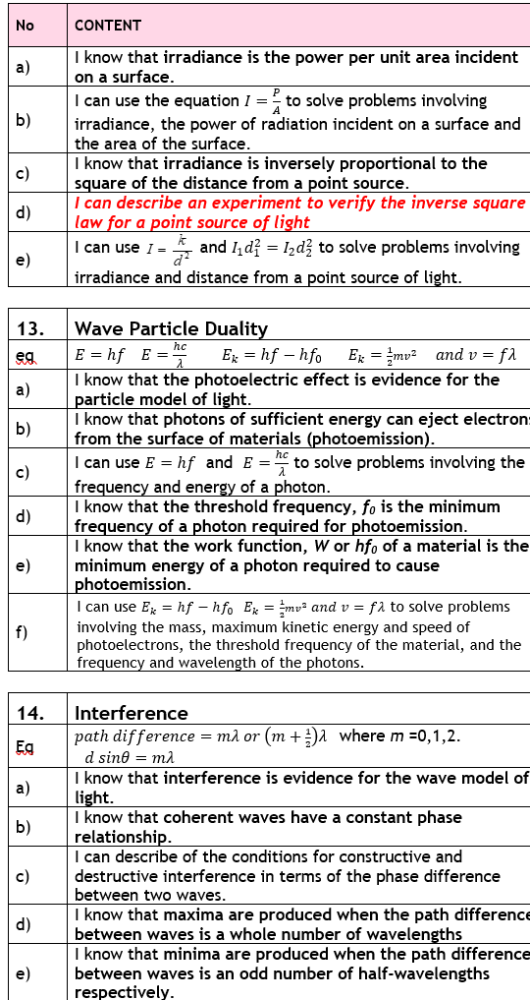 No CONTENT
a) I know that irradiance is the power per unit area incident
on a surface.
b) I can use the equation I = P/A to solve problems involving
irradiance, the power of radiation incident on a surface and
the area of the surface.
c) I know that irradiance is inversely proportional to the
square of the distance from a point source.
d) I can describe an experiment to verify the inverse square
law for a point source of light
e) I can use I = k/d² and I₁d₁² = I₂d₂² to solve problems involving
irradiance and distance from a point source of light.
13. Wave Particle Duality
eq E = hf E = hc/λ Eₖ = hf − hf₀ Eₖ = ½mv² and v = fλ
a) I know that the photoelectric effect is evidence for the
particle model of light.
b) I know that photons of sufficient energy can eject electrons
from the surface of materials (photoemission).
c) I can use E = hf and E = hc/λ to solve problems involving the
frequency and energy of a photon.
d) I know that the threshold frequency, f₀ is the minimum
frequency of a photon required for photoemission.
e) I know that the work function, W or hf₀ of a material is the
minimum energy of a photon required to cause
photoemission.
f) I can use Eₖ = hf − hf₀ Eₖ = ½mv² and v = fλ to solve problems
involving the mass, maximum kinetic energy and speed of
photoelectrons, the threshold frequency of the material, and the
frequency and wavelength of the photons.
14. Interference
Eq path difference = mλ or (m + ½)λ where m =0,1,2.
d sinθ = mλ
a) I know that interference is evidence for the wave model of
light.
b) I know that coherent waves have a constant phase
relationship.
c) I can describe of the conditions for constructive and
destructive interference in terms of the phase difference
between two waves.
d) I know that maxima are produced when the path difference
between waves is a whole number of wavelengths
e) I know that minima are produced when the path difference
between waves is an odd number of half-wavelengths
respectively.